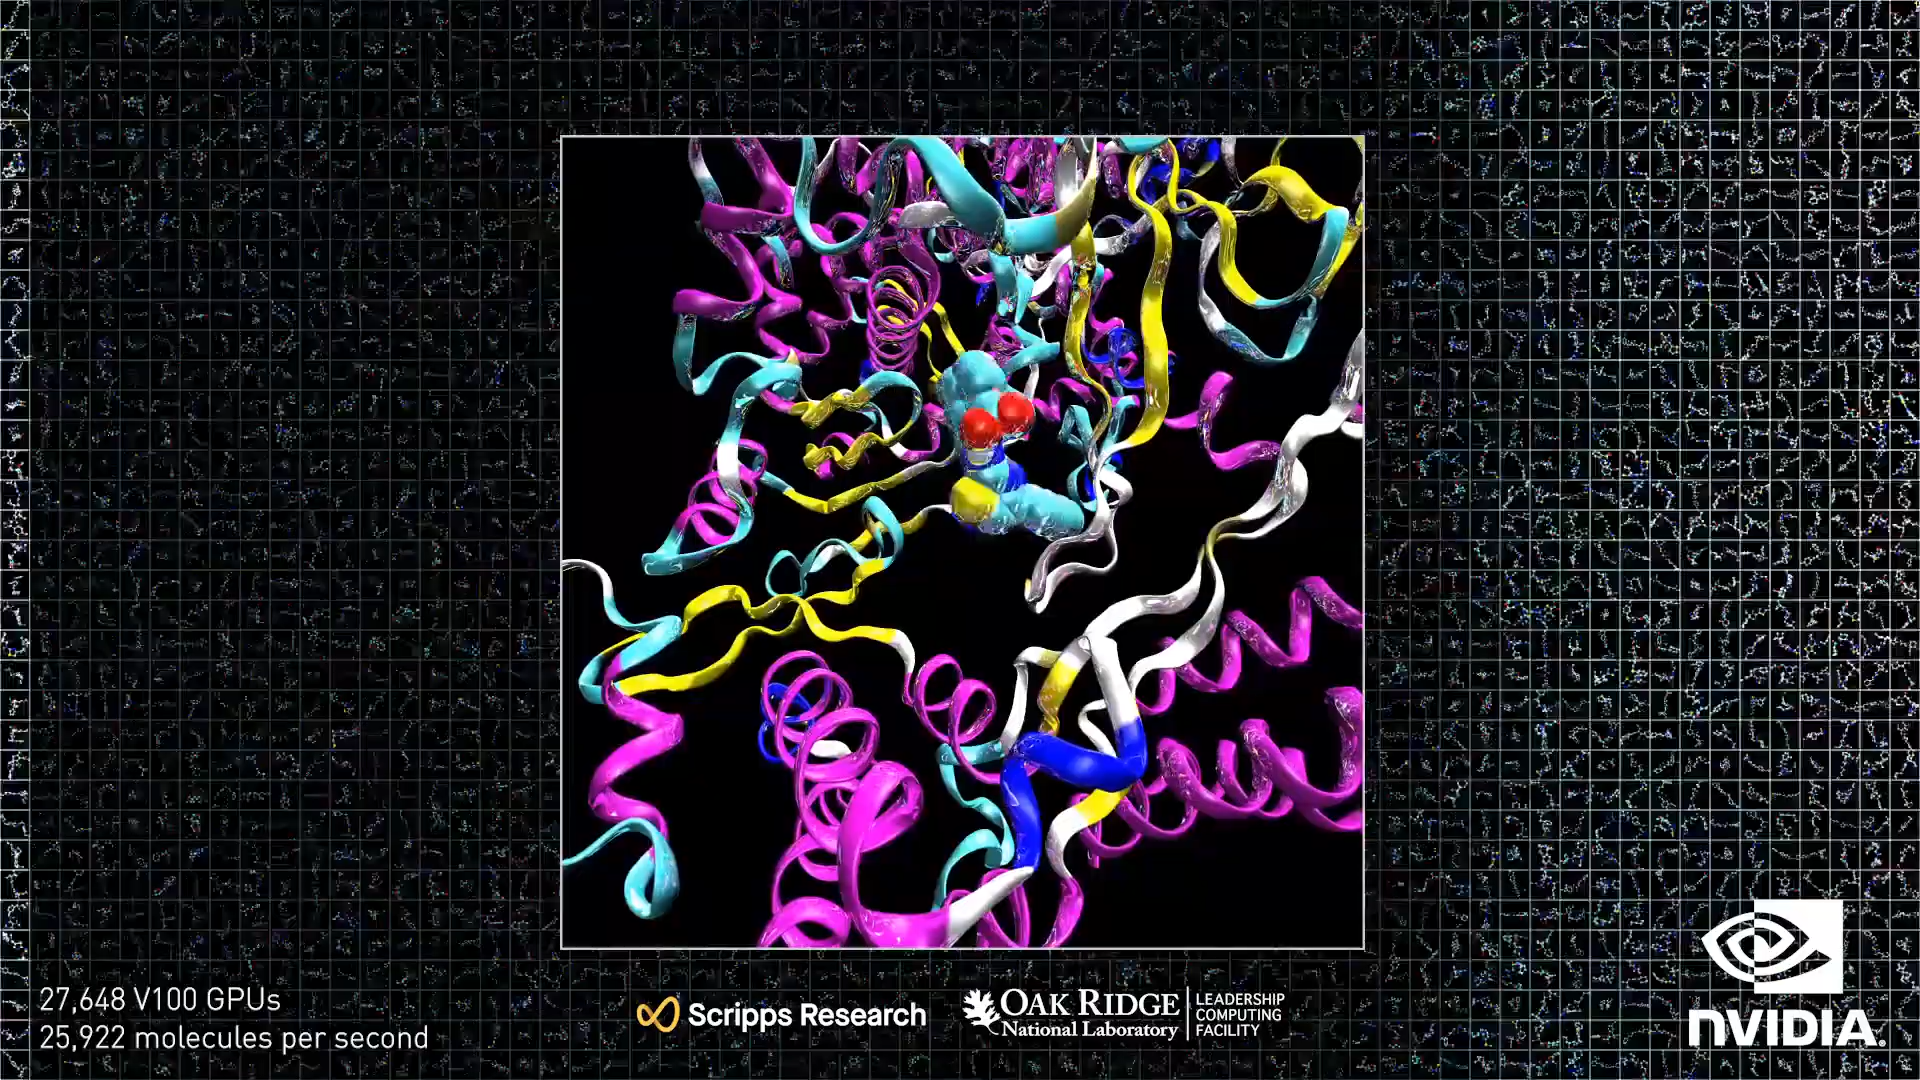 27,648 V100 GPUs
25,922 molecules per second
Scripps Research
OAK RIDGE
National Laboratory
LEADERSHIP
COMPUTING
FACILITY
NVIDIA.